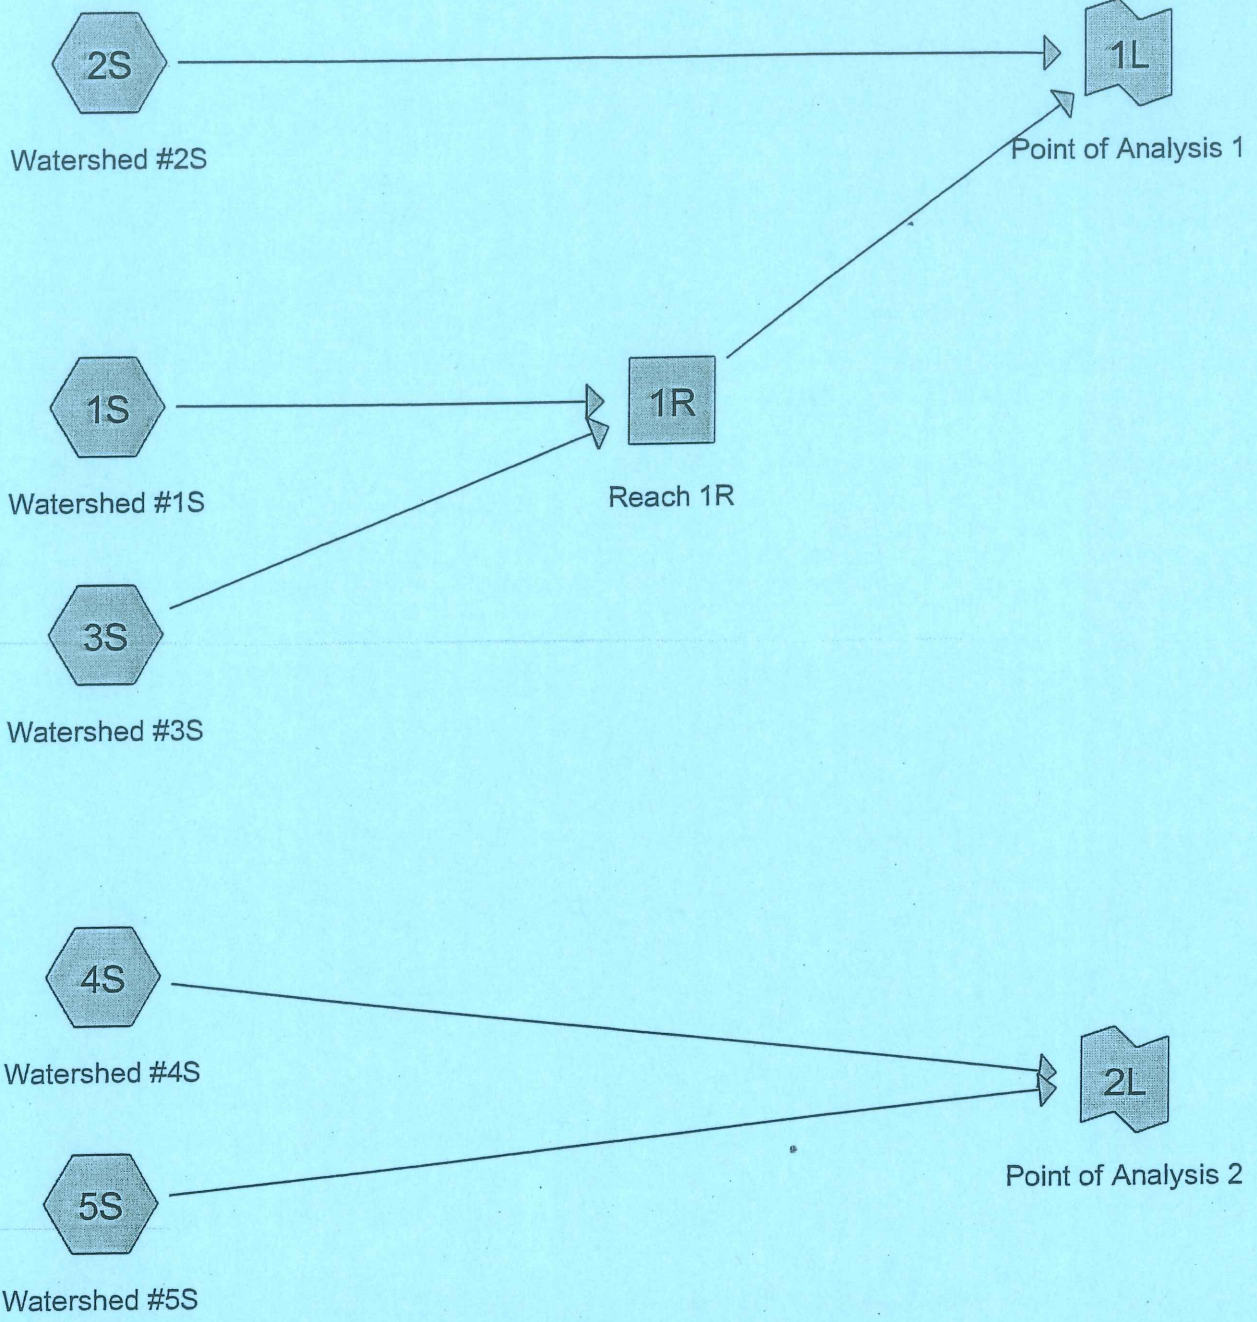 2S
1L
Watershed #2S
Point of Analysis 1
1S
1R
Watershed #1S
Reach 1R
3S
Watershed #3S
4S
Watershed #4S
2L
Point of Analysis 2
5S
Watershed #5S